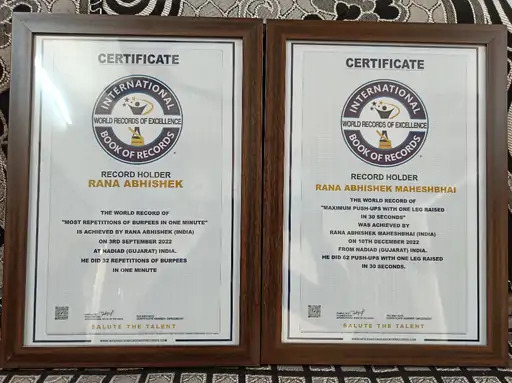 CERTIFICATE
INTERNATIONAL
WORLD RECORDS OF EXCELLENCE
BOOK OF RECORDS
RECORD HOLDER
RANA ABHISHEK
THE WORLD RECORD OF
"MOST REPETITIONS OF BURPEES IN ONE MINUTE"
IS ACHIEVED BY RANA ABHISHEK (INDIA)
ON 3RD SEPTEMBER 2022
AT NADIAD (GUJARAT) INDIA.
HE DID 32 REPETITIONS OF BURPEES
IN ONE MINUTE
SALUTE THE TALENT
CERTIFICATE
INTERNATIONAL
WORLD RECORDS OF EXCELLENCE
BOOK OF RECORDS
RECORD HOLDER
RANA ABHISHEK MAHESHBHAI
THE WORLD RECORD OF
"MAXIMUM PUSH-UPS WITH ONE LEG RAISED
IN 30 SECONDS"
WAS ACHIEVED BY
RANA ABHISHEK MAHESHBHAI (INDIA)
ON DECEMBER 2022
FROM NADIAD (GUJARAT) INDIA.
HE DID 62 PUSH-UPS WITH ONE LEG RAISED
IN 30 SECONDS.
SALUTE THE TALENT